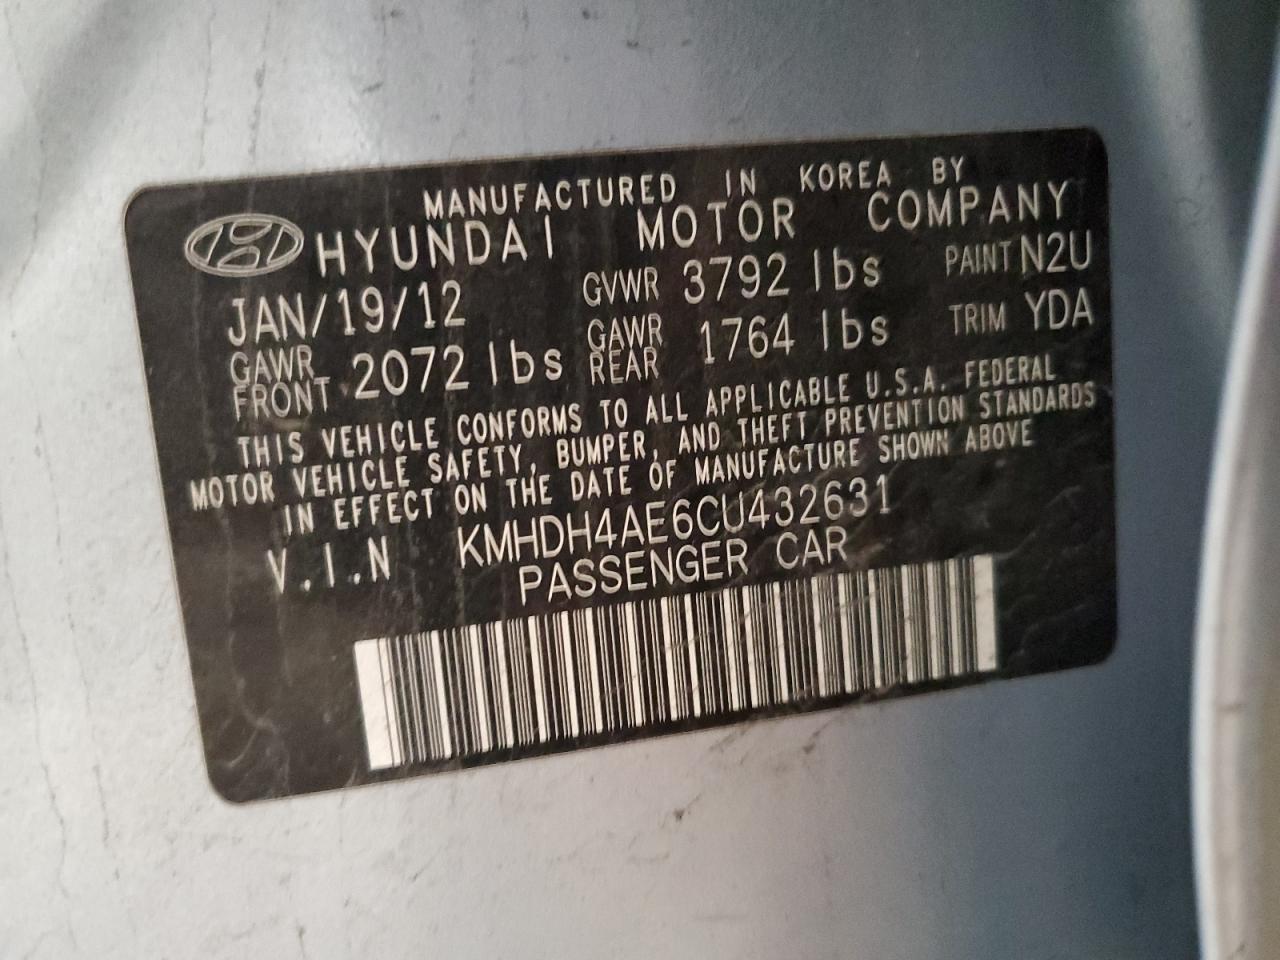 MANUFACTURED IN KOREA BY
HYUNDAI MOTOR COMPANY
JAN/19/12 GVWR 3792 lbs PAINT N2U
GAWR FRONT 2072 lbs GAWR REAR 1764 lbs TRIM YDA
THIS VEHICLE CONFORMS TO ALL APPLICABLE U.S.A. FEDERAL
MOTOR VEHICLE SAFETY, BUMPER, AND THEFT PREVENTION STANDARDS
IN EFFECT ON THE DATE OF MANUFACTURE SHOWN ABOVE
V.I.N KMHDH4AE6CU432631
PASSENGER CAR